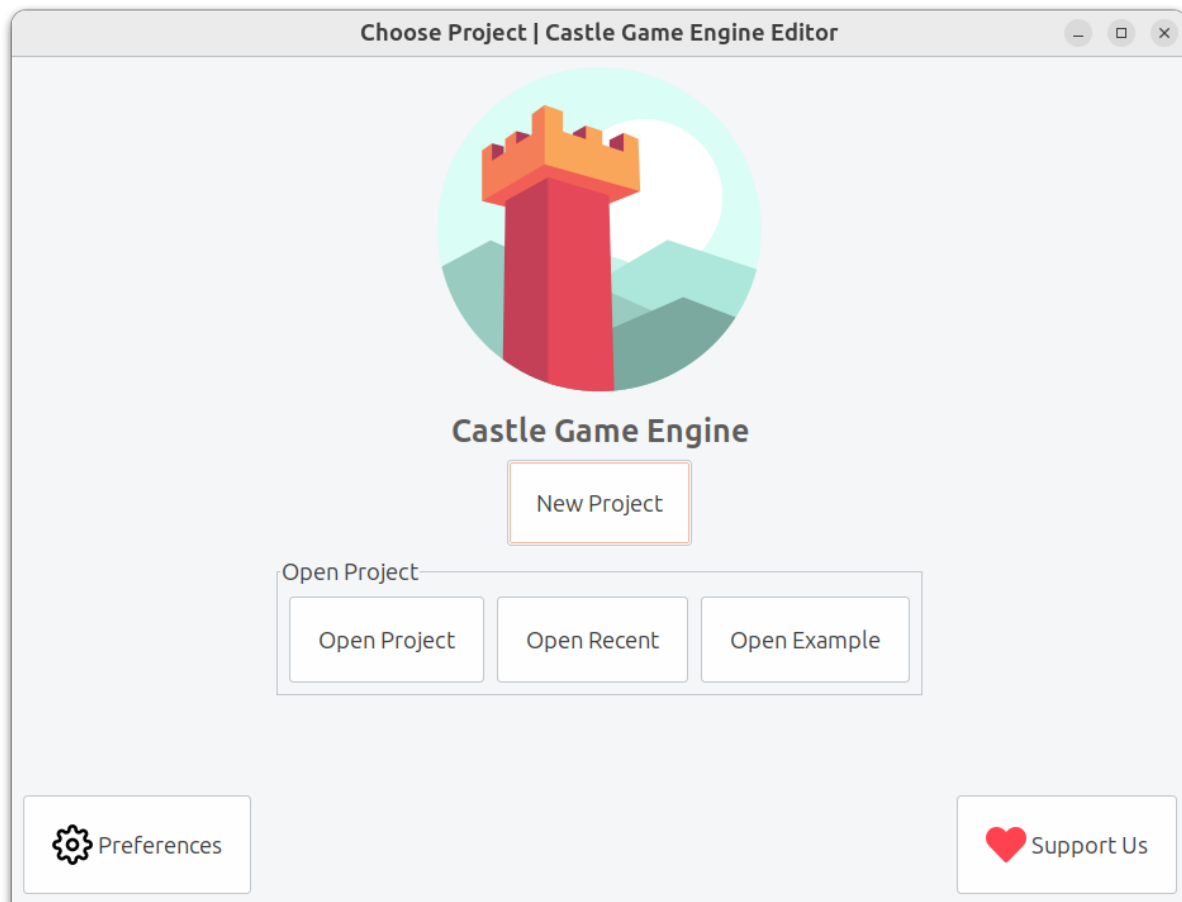 Choose Project | Castle Game Engine Editor
Castle Game Engine
New Project
Open Project
Open Project
Open Recent
Open Example
Preferences
Support Us